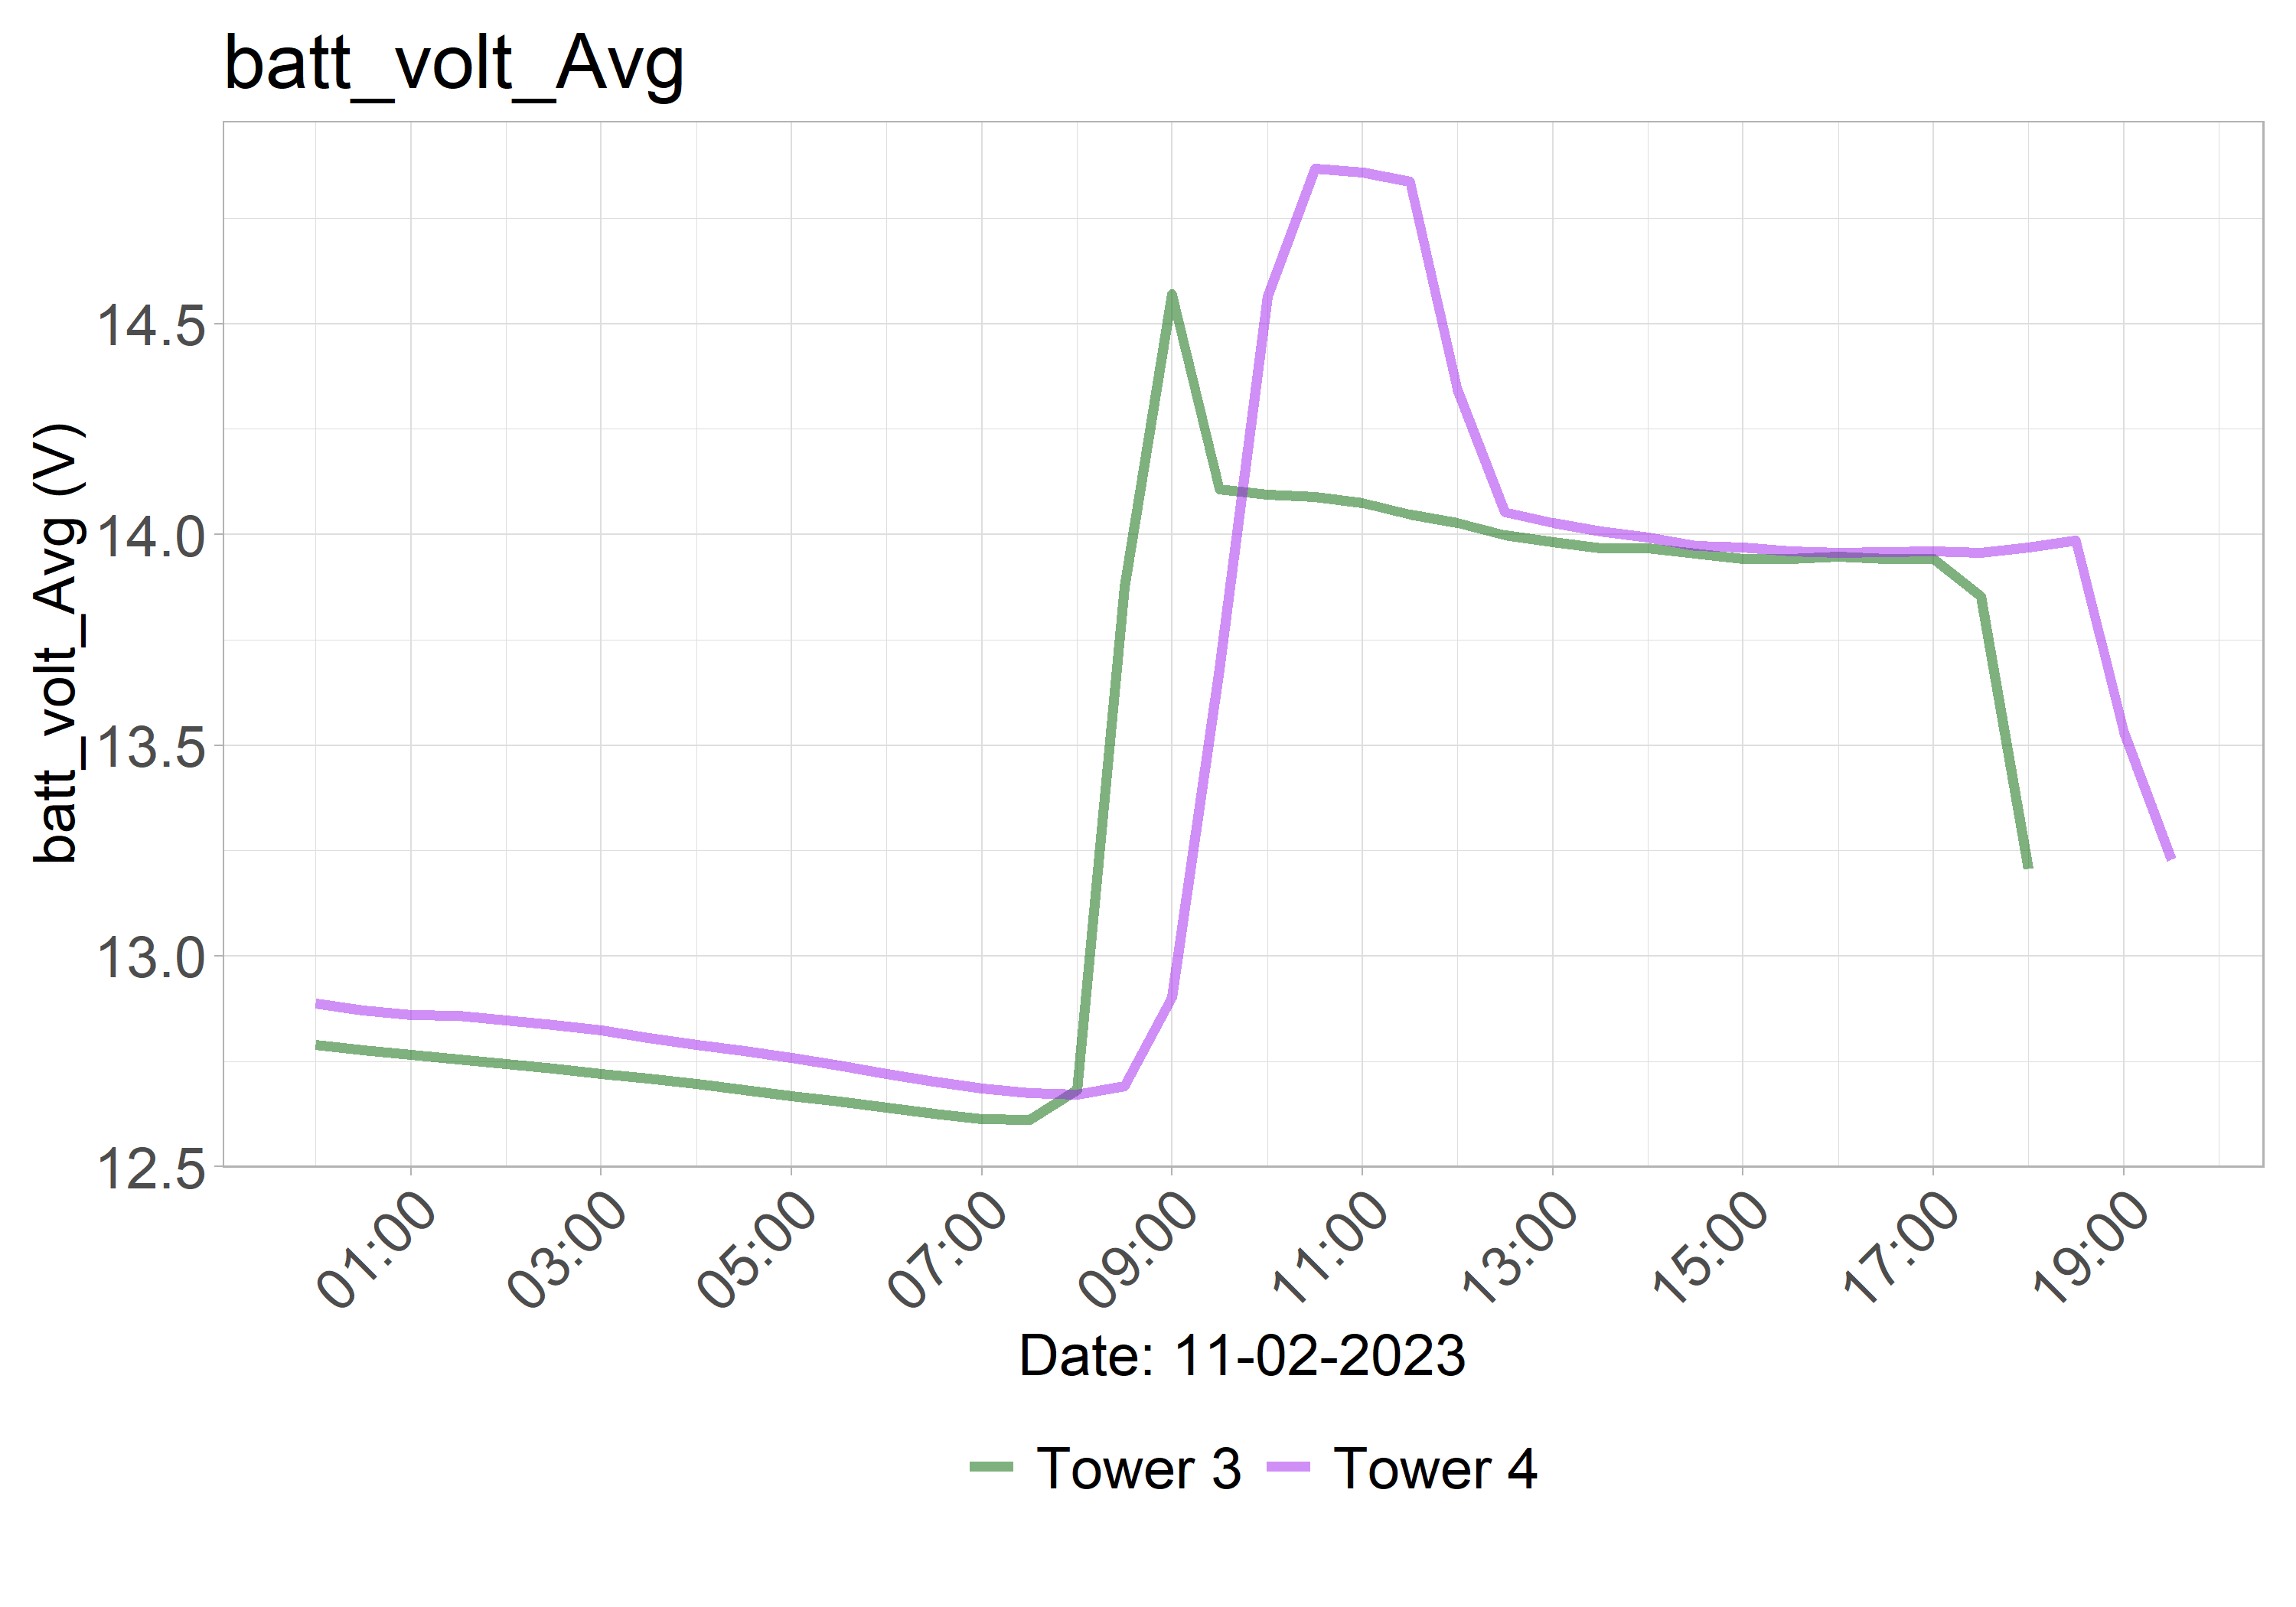 batt_volt_Avg
batt_volt_Avg (V)
14.5
14.0
13.5
13.0
12.5
01:00 03:00 05:00 07:00 09:00 11:00 13:00 15:00 17:00 19:00
Date: 11-02-2023
Tower 3 Tower 4